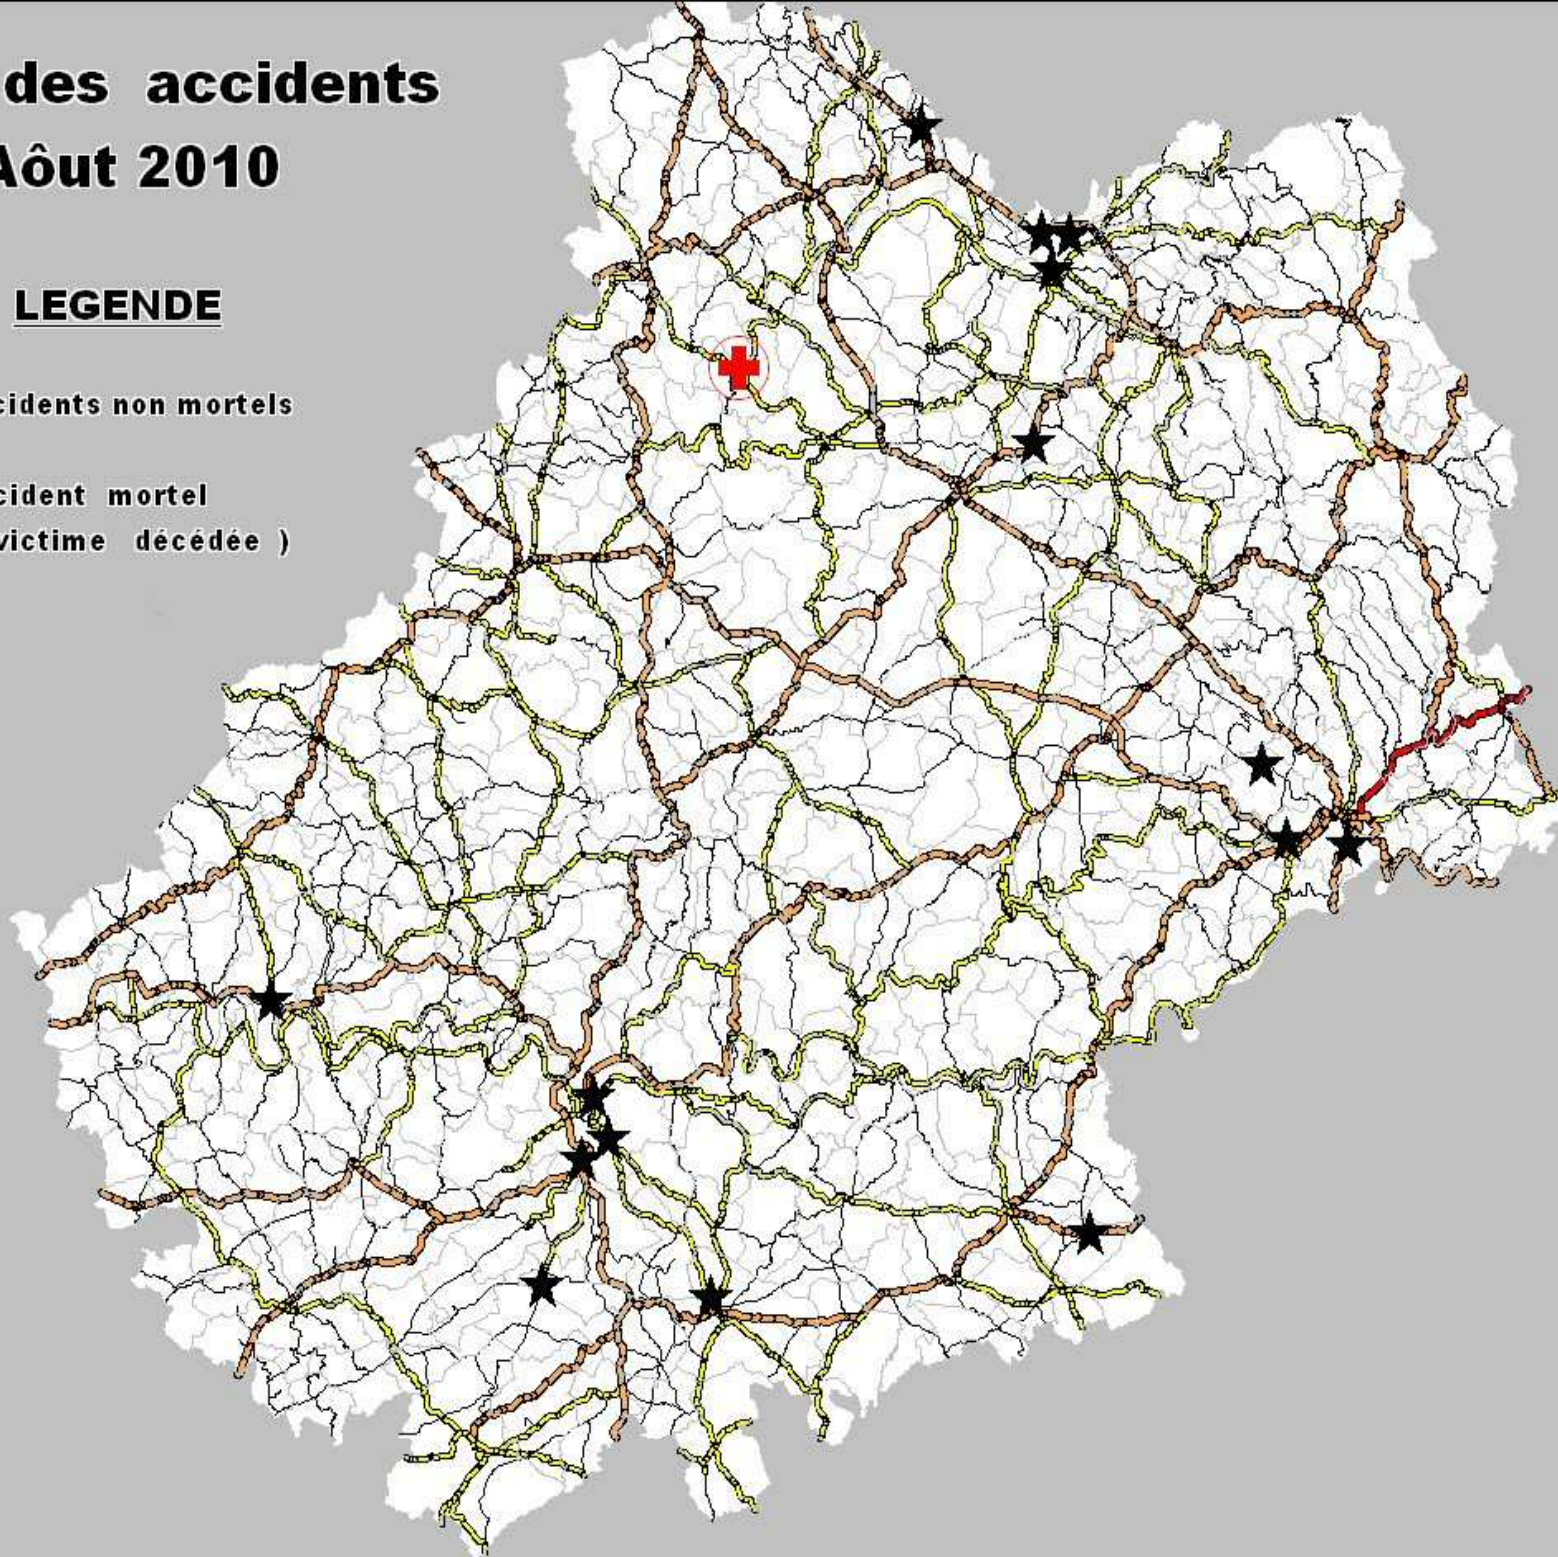 des accidents
Aôut 2010
LEGENDE
cidents non mortels
cident mortel
victime décédée )